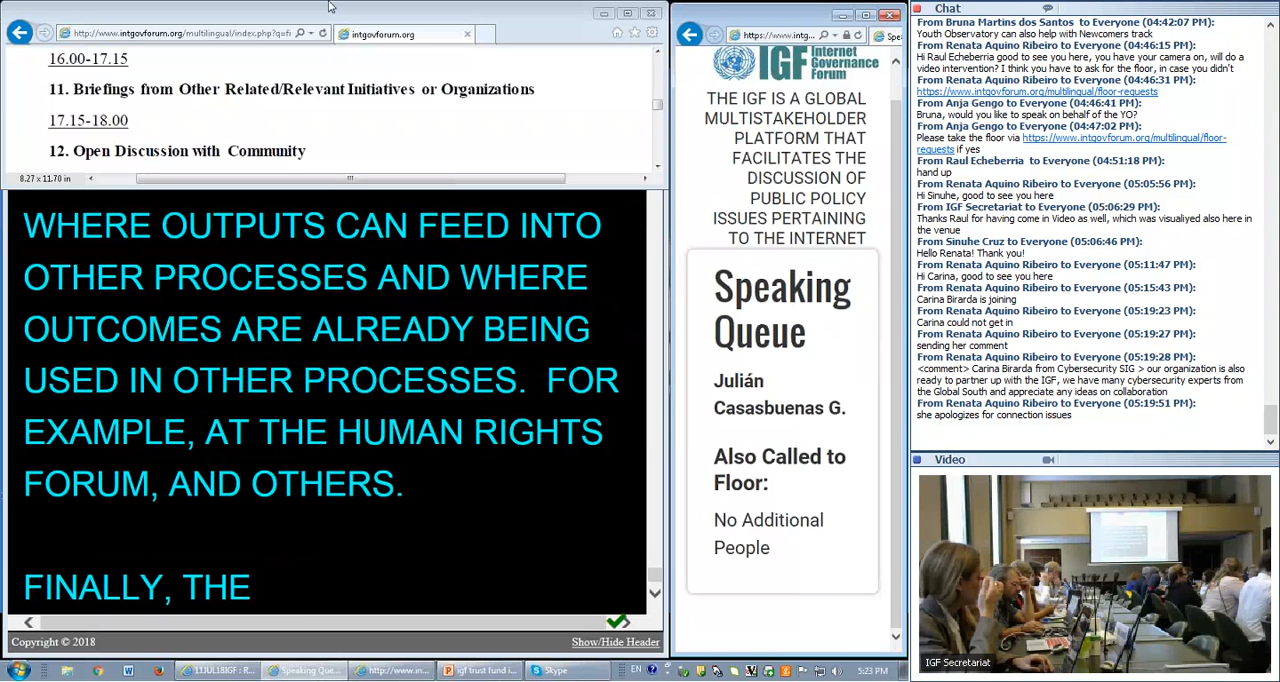 http://www.intgovforum.org/multilingual/index.php?q=fi
intgovforum.org
16.00-17.15
11. Briefings from Other Related/Relevant Initiatives or Organizations
17.15-18.00
12. Open Discussion with Community
8.27 x 11.70 in
WHERE OUTPUTS CAN FEED INTO
OTHER PROCESSES AND WHERE
OUTCOMES ARE ALREADY BEING
USED IN OTHER PROCESSES. FOR
EXAMPLE, AT THE HUMAN RIGHTS
FORUM, AND OTHERS.
FINALLY, THE
Copyright © 2018
Show/Hide Header
https://www.intg...
Spe
IGF Internet
Governance
Forum
THE IGF IS A GLOBAL
MULTISTAKEHOLDER
PLATFORM THAT
FACILITATES THE
DISCUSSION OF
PUBLIC POLICY
ISSUES PERTAINING
TO THE INTERNET
Speaking
Queue
Julián
Casasbuenas G.
Also Called to
Floor:
No Additional
People
Chat
From Bruna Martins dos Santos to Everyone (04:42:07 PM):
Youth Observatory can also help with Newcomers track
From Renata Aquino Ribeiro to Everyone (04:46:15 PM):
Hi Raul Echeberria good to see you here, you have your camera on, will do a
video intervention? I think you have to ask for the floor, in case you didn't
From Renata Aquino Ribeiro to Everyone (04:46:31 PM):
https://www.intgovforum.org/multilingual/floor-requests
From Anja Gengo to Everyone (04:46:41 PM):
Bruna, would you like to speak on behalf of the YO?
From Anja Gengo to Everyone (04:47:02 PM):
Please take the floor via https://www.intgovforum.org/multilingual/floor-
requests if yes
From Raul Echeberria to Everyone (04:51:18 PM):
hand up
From Renata Aquino Ribeiro to Everyone (05:05:56 PM):
Hi Sinuhe, good to see you here
From IGF Secretariat to Everyone (05:06:29 PM):
Thanks Raul for having come in Video as well, which was visualiyed also here in
the venue
From Sinuhe Cruz to Everyone (05:06:46 PM):
Hello Renata! Thank you!
From Renata Aquino Ribeiro to Everyone (05:11:47 PM):
Hi Carina, good to see you here
From Renata Aquino Ribeiro to Everyone (05:15:43 PM):
Carina Birarda is joining
From Renata Aquino Ribeiro to Everyone (05:19:23 PM):
Carina could not get in
From Renata Aquino Ribeiro to Everyone (05:19:27 PM):
sending her comment
From Renata Aquino Ribeiro to Everyone (05:19:28 PM):
<comment> Carina Birarda from Cybersecurity SIG > our organization is also
ready to partner up with the IGF, we have many cybersecurity experts from
the Global South and appreciate any ideas on collaboration
From Renata Aquino Ribeiro to Everyone (05:19:51 PM):
she apologizes for connection issues
Video
IGF Secretariat
11JUL18IGF : R...
Speaking Que...
http://www.in...
igf trust fund i...
Skype
EN
5:23 PM